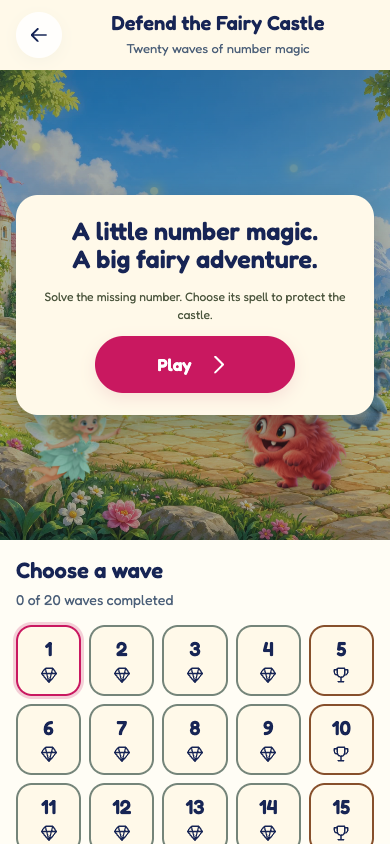 Defend the Fairy Castle
Twenty waves of number magic
A little number magic.
A big fairy adventure.
Solve the missing number. Choose its spell to protect the
castle.
Play
Choose a wave
0 of 20 waves completed
1 2 3 4 5
6 7 8 9 10
11 12 13 14 15